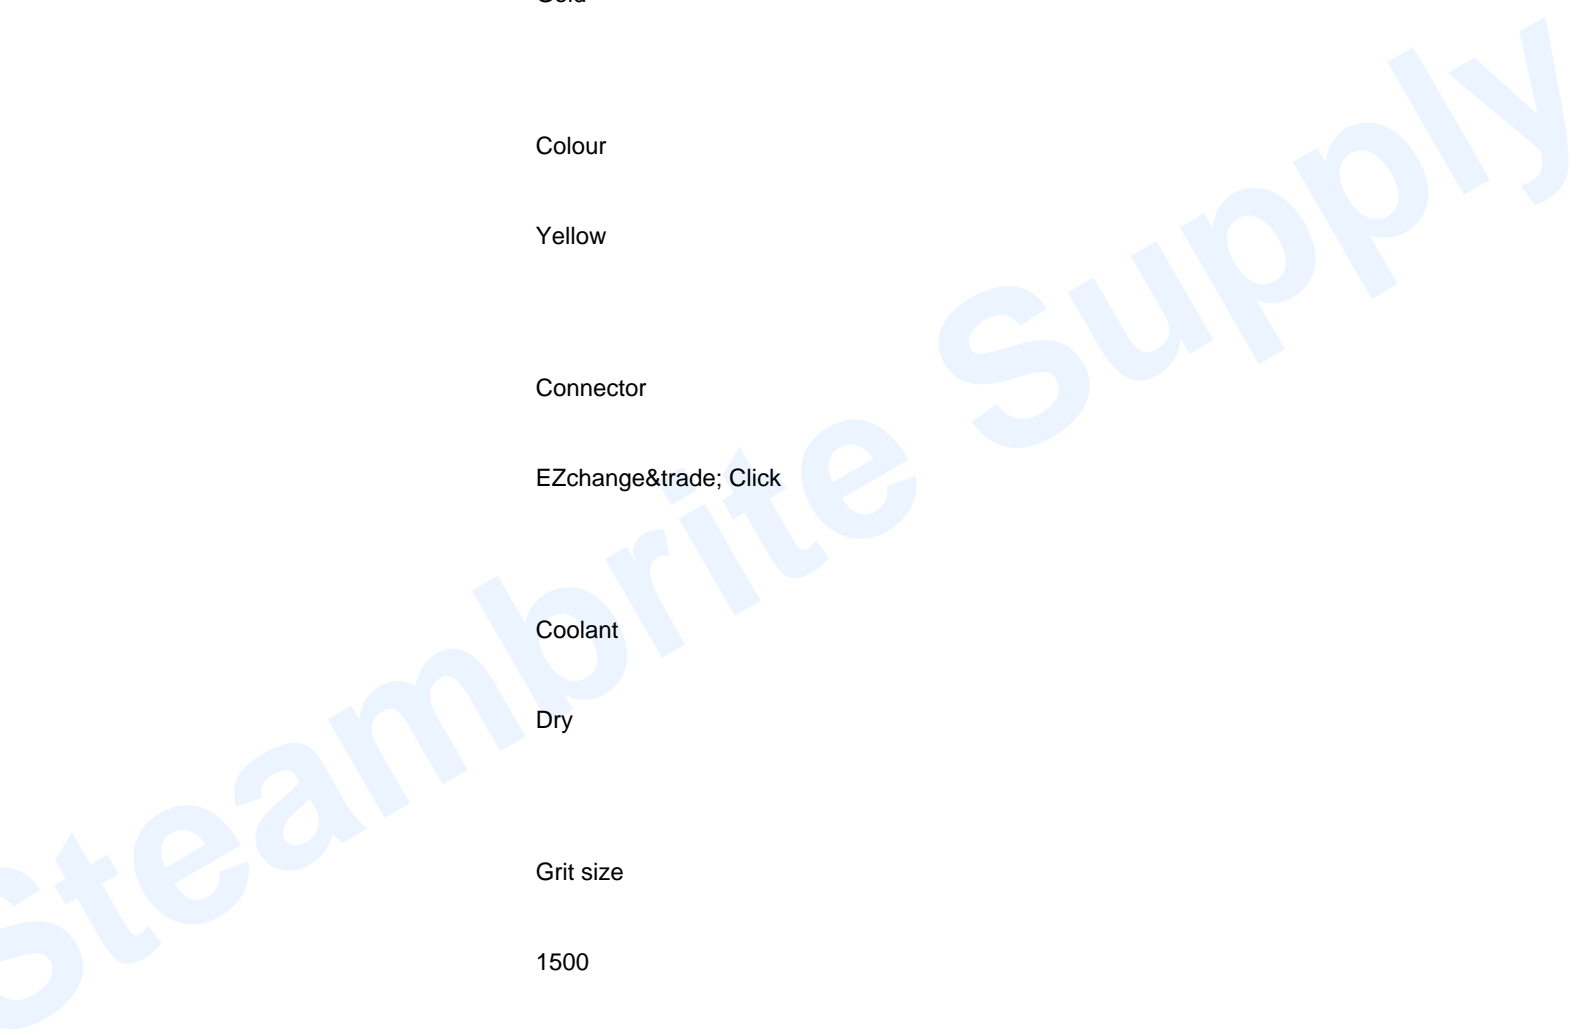 Colour
Yellow
Connector
EZchange&trade; Click
Coolant
Dry
Grit size
1500
Steambrite Supply